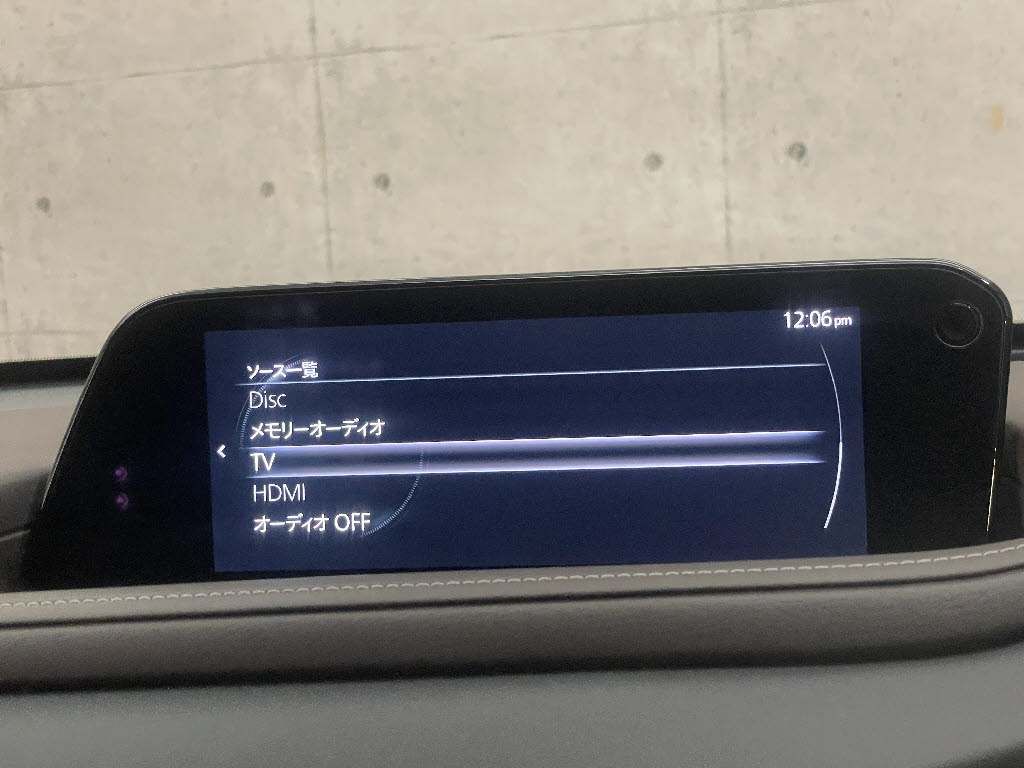 12:06pm
ソース一覧
Disc
メモリーオーディオ
TV
HDMI
オーディオ OFF